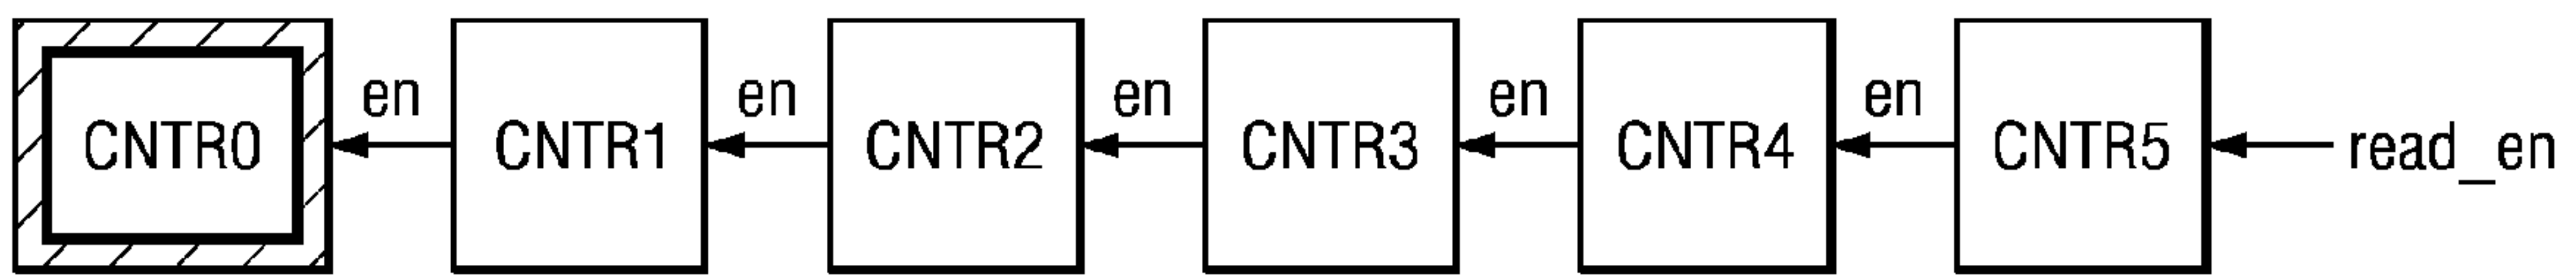 en en en en en
CNTR0 CNTR1 CNTR2 CNTR3 CNTR4 CNTR5 read_en